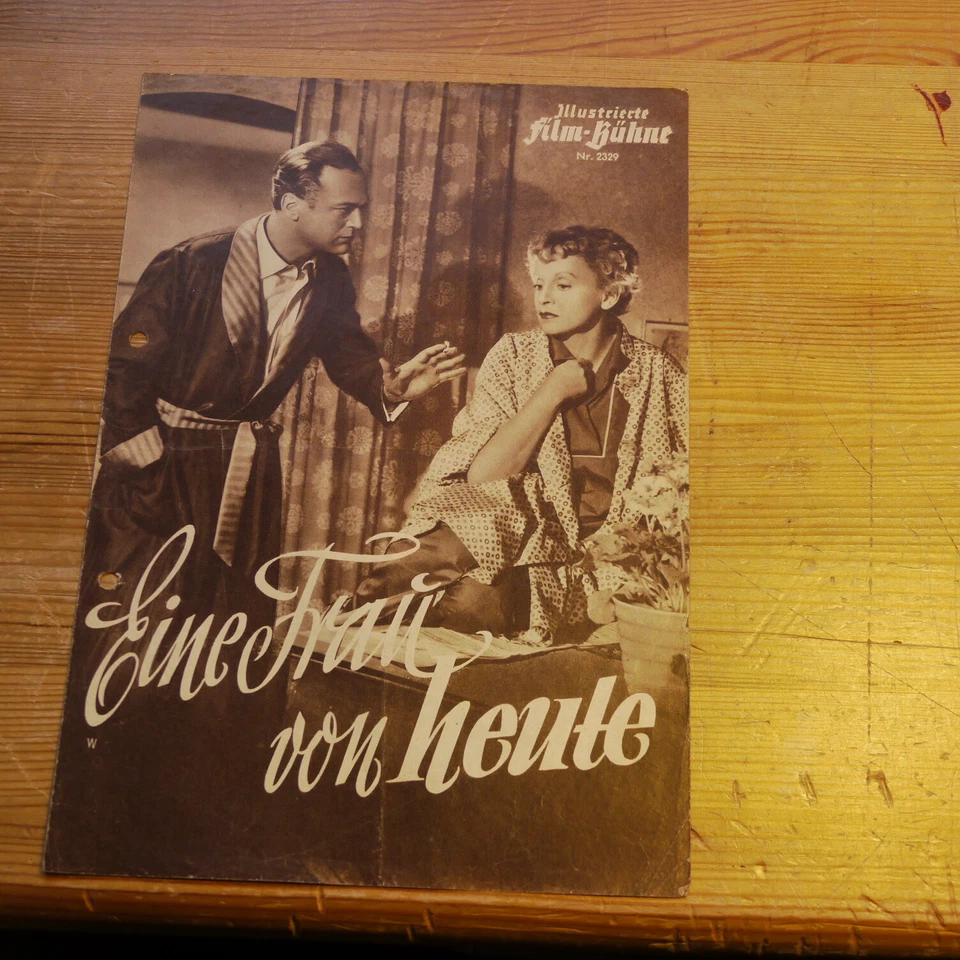 Illustrierte
Film-Bühne
Nr. 2329
Eine Frau
von heute
W